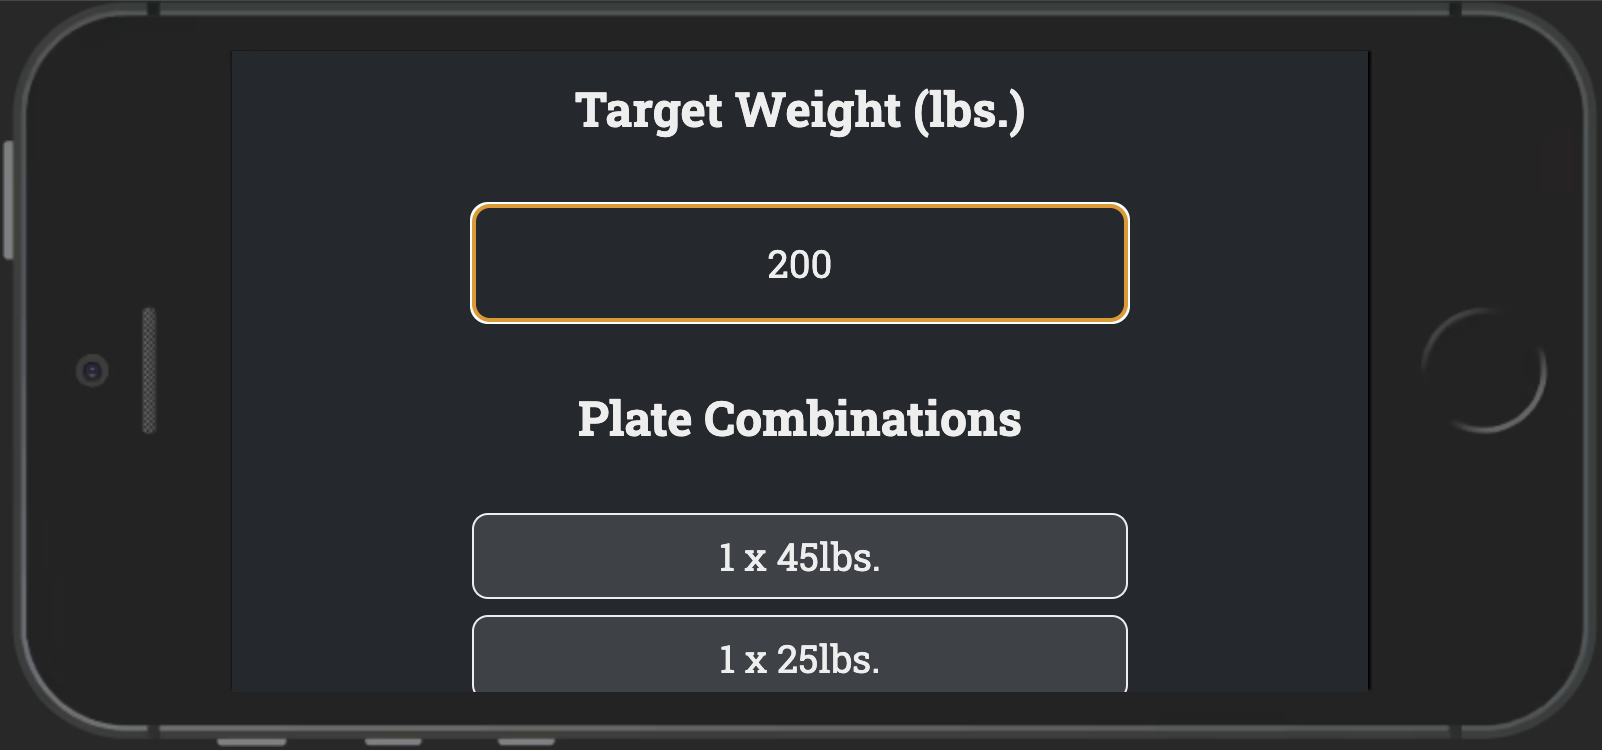 Target Weight (lbs.)
200
Plate Combinations
1 x 45lbs.
1 x 25lbs.